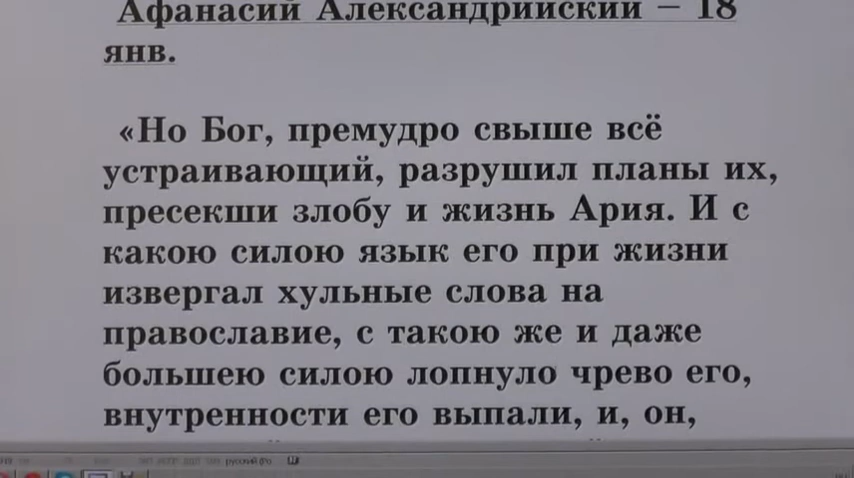 Афанасий Александрийский – 18
янв.
«Но Бог, премудро свыше всё
устраивающий, разрушил планы их,
пресекши злобу и жизнь Ария. И с
какою силою язык его при жизни
извергал хульные слова на
православие, с такою же и даже
большею силою лопнуло чрево его,
внутренности его выпали, и, он,
русский (Ро